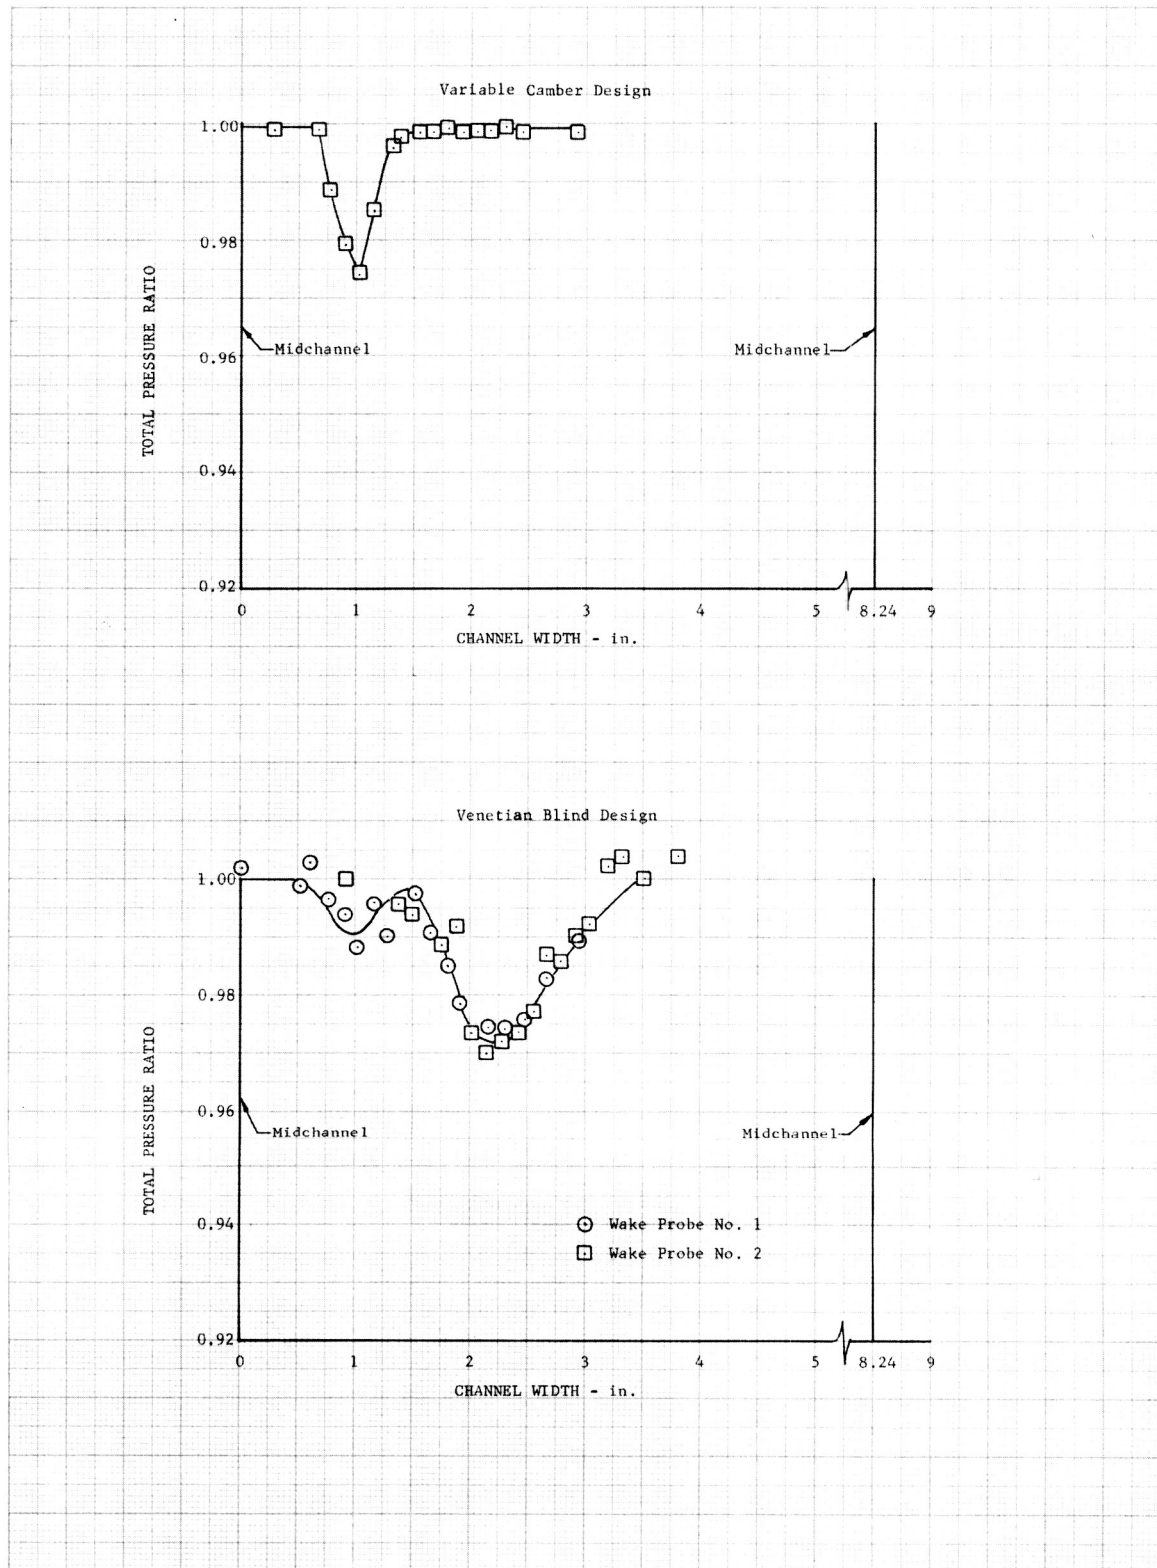 Variable Camber Design
1.00
0.98
0.96
0.94
0.92
TOTAL PRESSURE RATIO
Midchannel
Midchannel
0 1 2 3 4 5 8.24 9
CHANNEL WIDTH - in.
Venetian Blind Design
1.00
0.98
0.96
0.94
0.92
TOTAL PRESSURE RATIO
Midchannel
Midchannel
Wake Probe No. 1
Wake Probe No. 2
0 1 2 3 4 5 8.24 9
CHANNEL WIDTH - in.